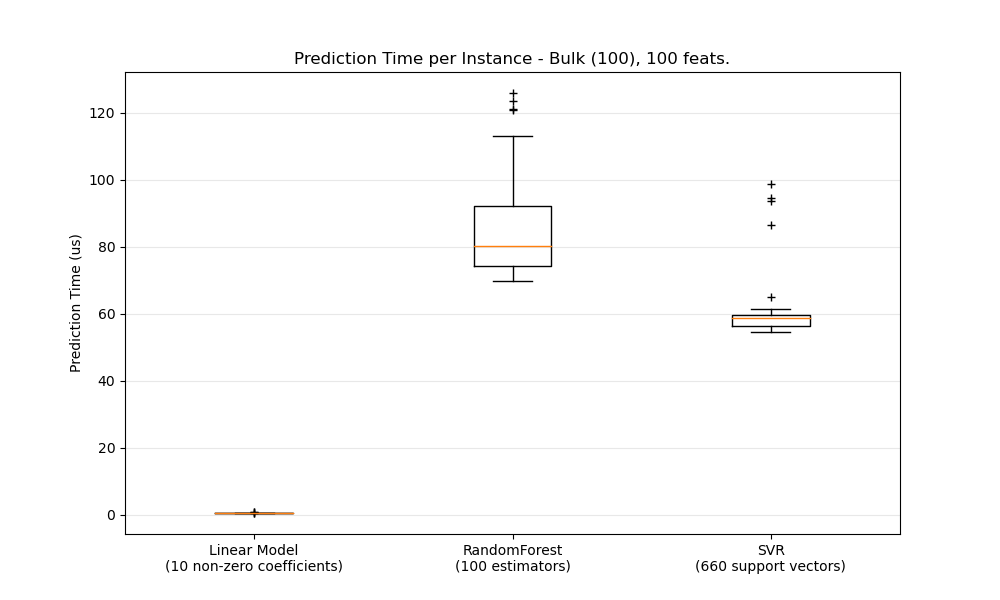 Prediction Time per Instance - Bulk (100), 100 feats.
Prediction Time (us)
120
100
80
60
40
20
0
Linear Model
(10 non-zero coefficients)
RandomForest
(100 estimators)
SVR
(660 support vectors)